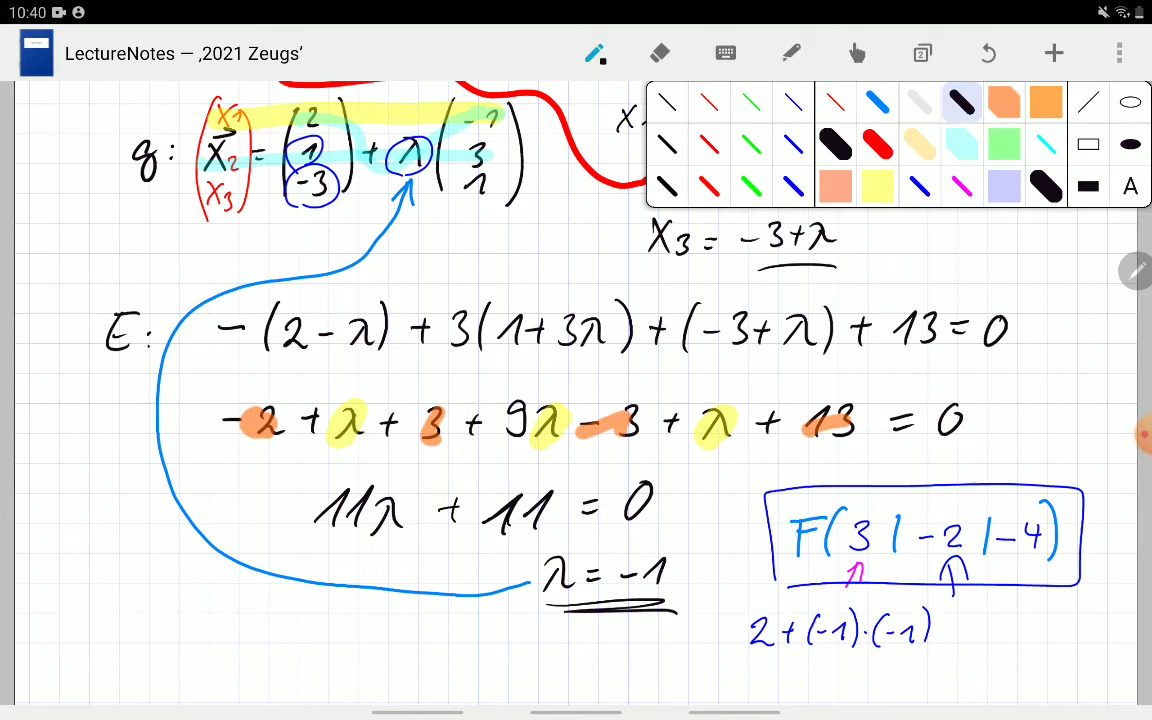 10:40
LectureNotes — ‚2021 Zeugs’
A
g: (X₁ X⃗₂ X₃) = (2 1 -3) + λ (-1 3 1)
X₃ = -3+λ
E: -(2-λ) + 3(1+3λ) + (-3+λ) + 13 = 0
-2 + λ + 3 + 9λ - 3 + λ + 13 = 0
11λ + 11 = 0
F(3 | -2 | -4)
λ = -1
2+(-1)·(-1)